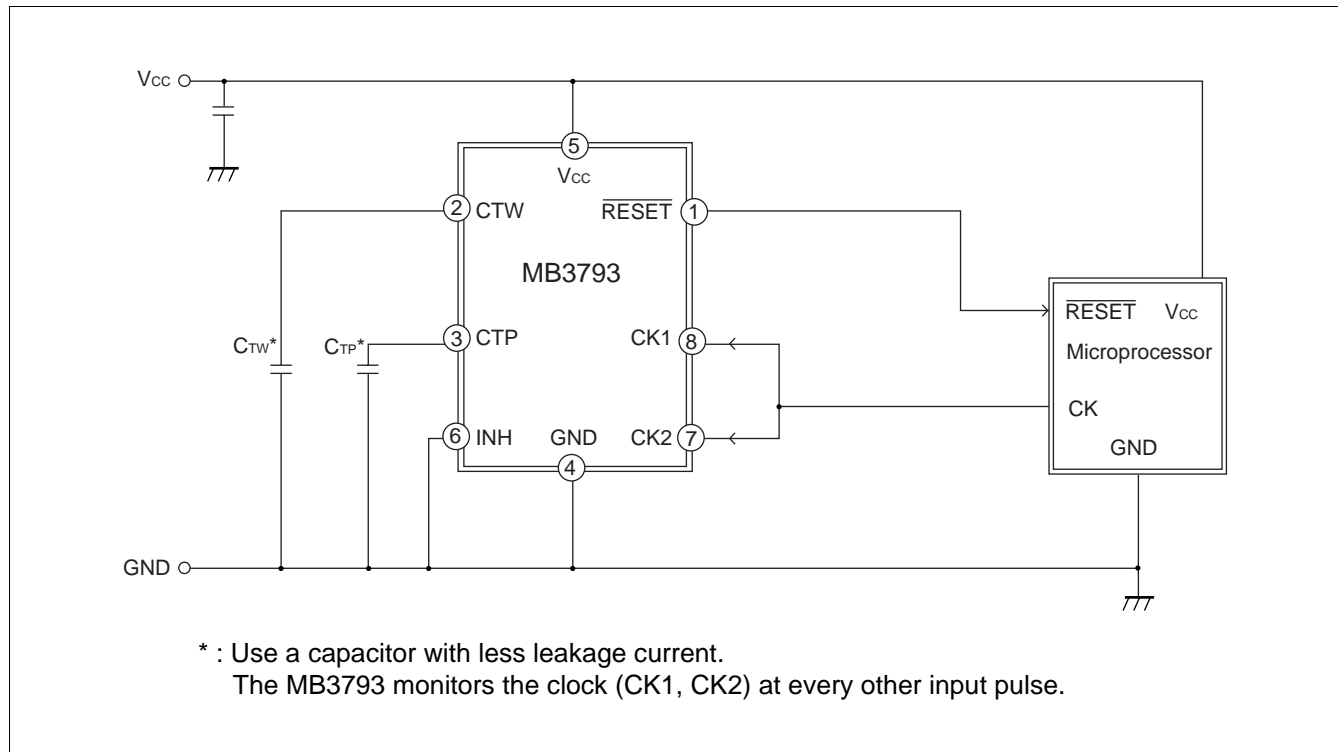 Vcc
5
Vcc
2 CTW
RESET 1
MB3793
RESET Vcc
CTW*
CTP*
3 CTP
CK1 8
Microprocessor
CK
6 INH
GND
CK2 7
GND
4
GND
* : Use a capacitor with less leakage current.
The MB3793 monitors the clock (CK1, CK2) at every other input pulse.